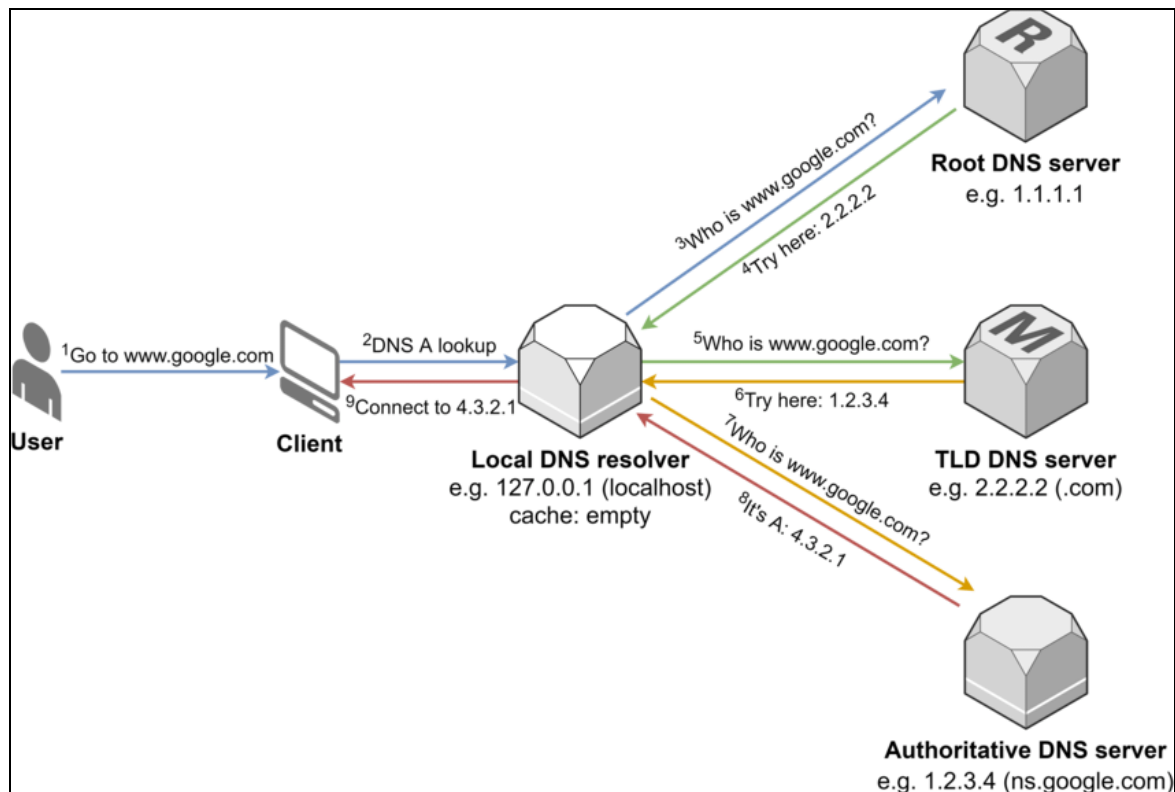 R
Root DNS server
e.g. 1.1.1.1
3Who is www.google.com?
4Try here: 2.2.2.2
1Go to www.google.com
2DNS A lookup
9Connect to 4.3.2.1
User
Client
Local DNS resolver
e.g. 127.0.0.1 (localhost)
cache: empty
5Who is www.google.com?
6Try here: 1.2.3.4
M
TLD DNS server
e.g. 2.2.2.2 (.com)
7Who is www.google.com?
8It's A: 4.3.2.1
Authoritative DNS server
e.g. 1.2.3.4 (ns.google.com)